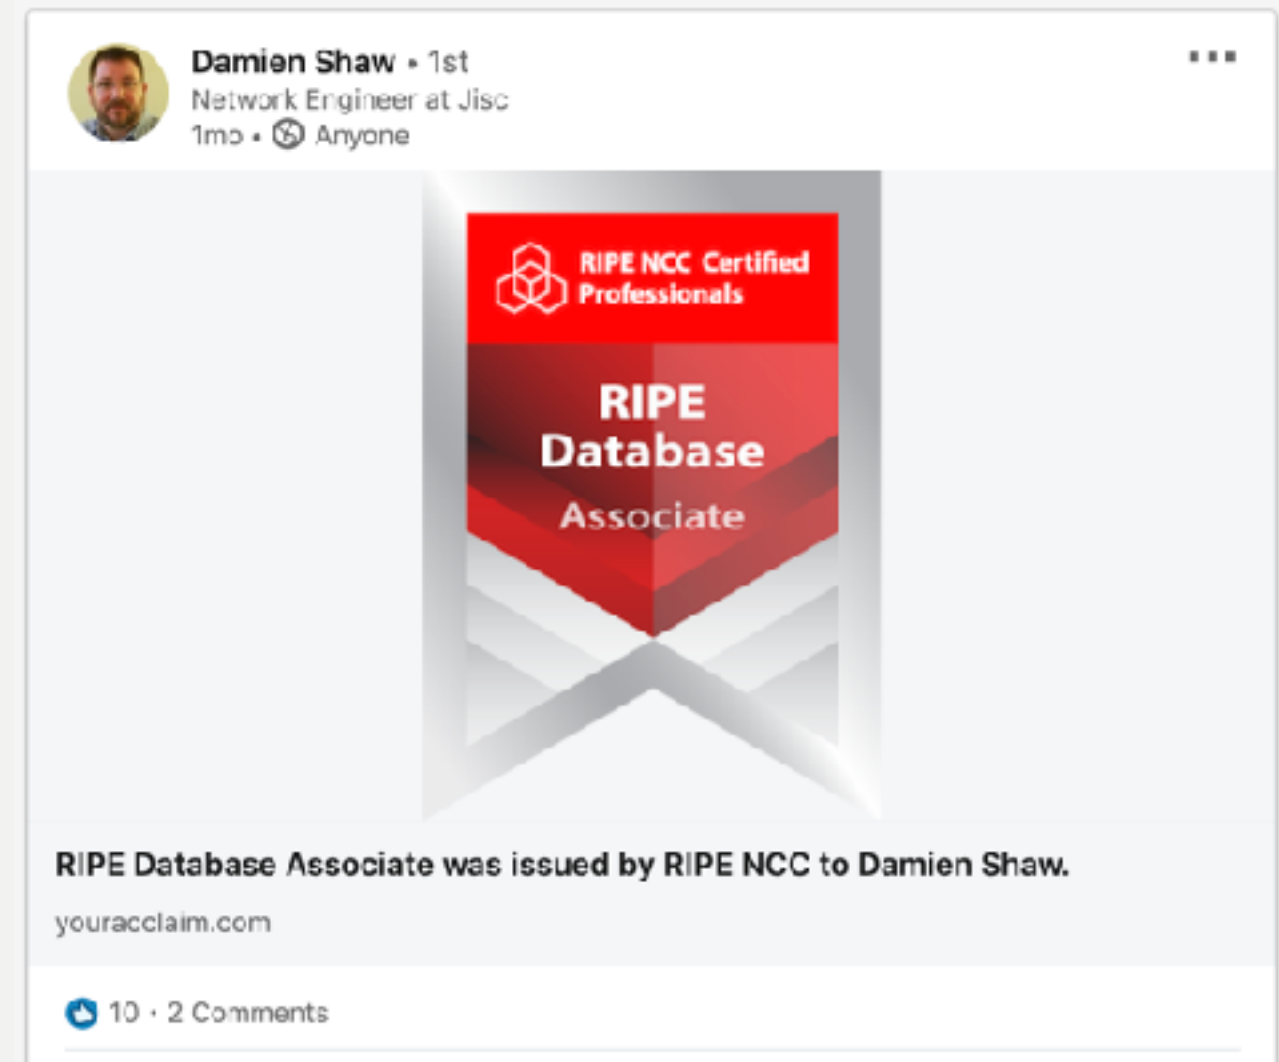 Damien Shaw • 1st
Network Engineer at Jisc
1mo • Anyone
RIPE NCC Certified
Professionals
RIPE
Database
Associate
RIPE Database Associate was issued by RIPE NCC to Damien Shaw.
youracclaim.com
10 · 2 Comments